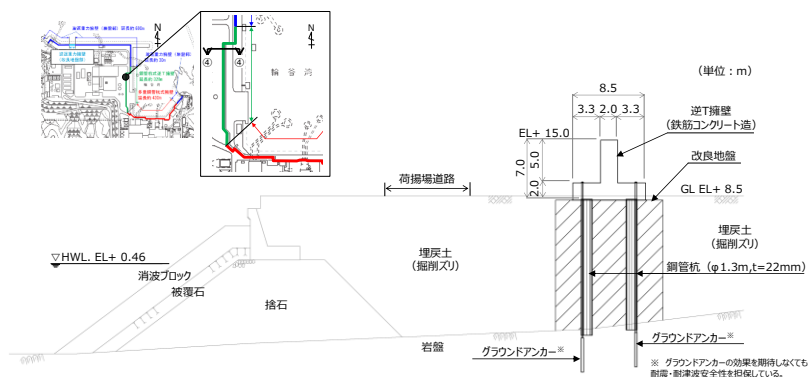 N
N
④
④
輪谷湾
(単位:m)
8.5
3.3
2.0
3.3
逆T擁壁
(鉄筋コンクリート造)
EL+ 15.0
7.0
5.0
2.0
改良地盤
荷揚場道路
GL EL+ 8.5
埋戻土
(掘削ズリ)
埋戻土
(掘削ズリ)
▽HWL. EL+ 0.46
消波ブロック
被覆石
捨石
鋼管杭(φ1.3m,t=22mm)
岩盤
グラウンドアンカー※
グラウンドアンカー※
※ グラウンドアンカーの効果を期待しなくても
耐震・耐津波安全性を担保している。